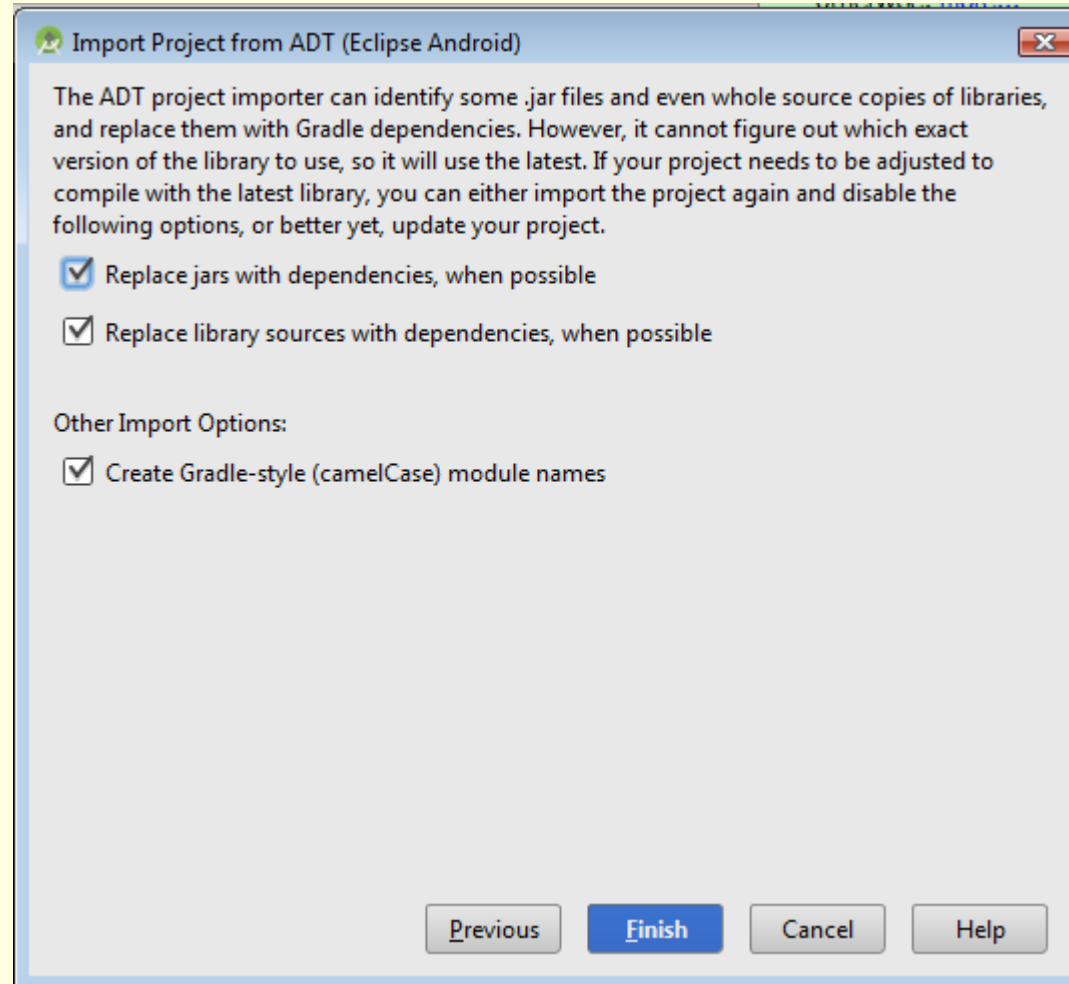 Import Project from ADT (Eclipse Android)
The ADT project importer can identify some .jar files and even whole source copies of libraries,
and replace them with Gradle dependencies. However, it cannot figure out which exact
version of the library to use, so it will use the latest. If your project needs to be adjusted to
compile with the latest library, you can either import the project again and disable the
following options, or better yet, update your project.
Replace jars with dependencies, when possible
Replace library sources with dependencies, when possible
Other Import Options:
Create Gradle-style (camelCase) module names
Previous Finish Cancel Help